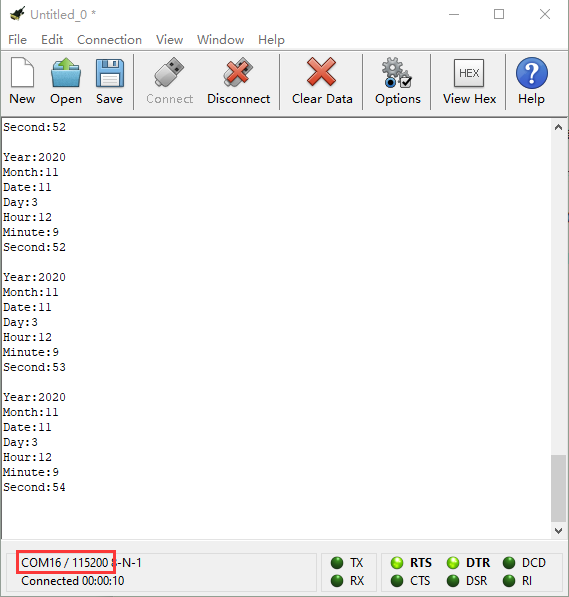 Untitled_0 *
File Edit Connection View Window Help
New Open Save Connect Disconnect Clear Data Options HEX View Hex Help
Second:52
Year:2020
Month:11
Date:11
Day:3
Hour:12
Minute:9
Second:52
Year:2020
Month:11
Date:11
Day:3
Hour:12
Minute:9
Second:53
Year:2020
Month:11
Date:11
Day:3
Hour:12
Minute:9
Second:54
COM16 / 115200 8-N-1
Connected 00:00:10
TX RTS DTR DCD
RX CTS DSR RI